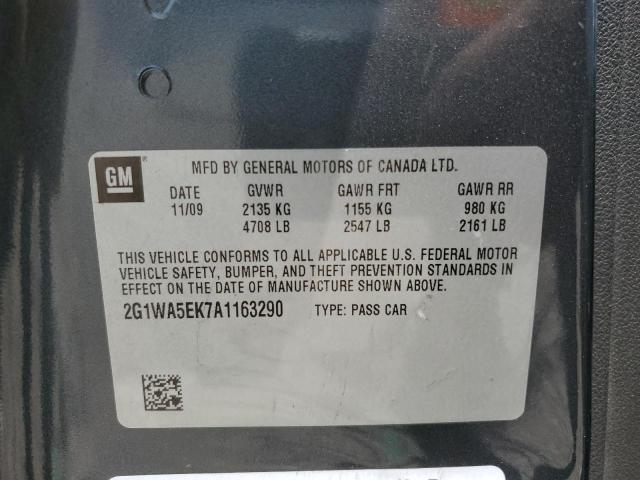 GM
MFD BY GENERAL MOTORS OF CANADA LTD.
DATE GVWR GAWR FRT GAWR RR
11/09 2135 KG 1155 KG 980 KG
4708 LB 2547 LB 2161 LB
THIS VEHICLE CONFORMS TO ALL APPLICABLE U.S. FEDERAL MOTOR
VEHICLE SAFETY, BUMPER, AND THEFT PREVENTION STANDARDS IN
EFFECT ON THE DATE OF MANUFACTURE SHOWN ABOVE.
2G1WA5EK7A1163290 TYPE: PASS CAR